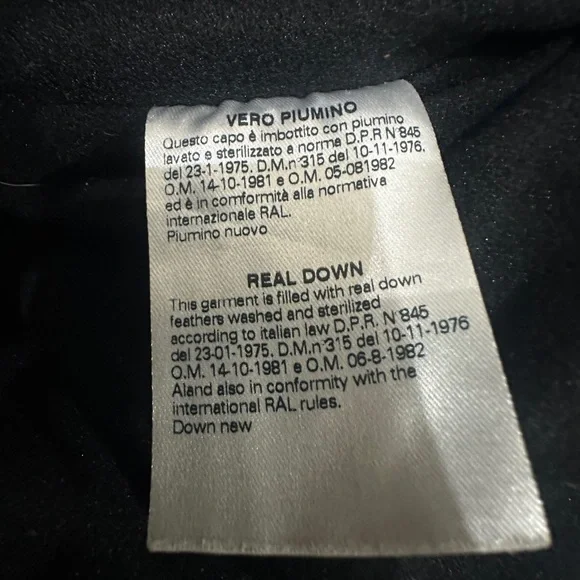 VERO PIUMINO
Questo capo è imbottito con piumino
lavato e sterilizzato a norma D.P.R N°845
del 23-1-1975. D.M.n°315 del 10-11-1976.
O.M. 14-10-1981 e O.M. 05-081982
ed è in comformità alla normativa
internazionale RAL.
Piumino nuovo
REAL DOWN
This garment is filled with real down
feathers washed and sterilized
according to italian law D.P.R. N°845
del 23-01-1975. D.M.n°315 del 10-11-1976
O.M. 14-10-1981 e O.M. 06-8-1982
Aland also in conformity with the
international RAL rules.
Down new